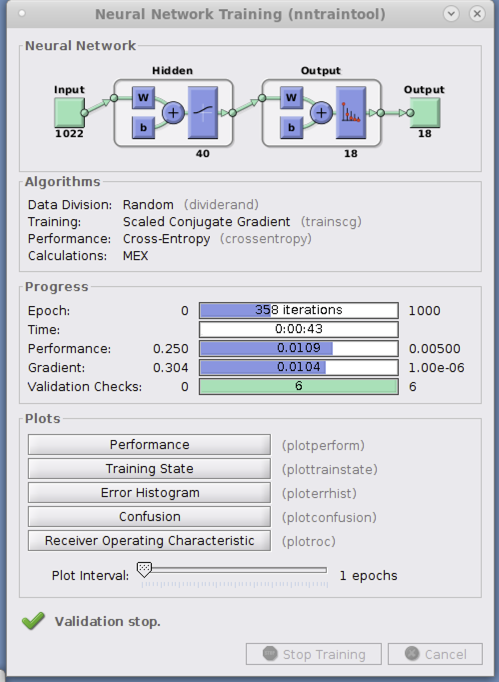 Neural Network Training (nntraintool)
Neural Network
Hidden Output
Input Output
W W
b b
+ +
1022 18
40 18
Algorithms
Data Division: Random (dividerand)
Training: Scaled Conjugate Gradient (trainscg)
Performance: Cross-Entropy (crossentropy)
Calculations: MEX
Progress
Epoch: 0 358 iterations 1000
Time: 0:00:43
Performance: 0.250 0.0109 0.00500
Gradient: 0.304 0.0104 1.00e-06
Validation Checks: 0 6 6
Plots
Performance (plotperform)
Training State (plottrainstate)
Error Histogram (ploterrhist)
Confusion (plotconfusion)
Receiver Operating Characteristic (plotroc)
Plot Interval: 1 epochs
Validation stop.
Stop Training Cancel